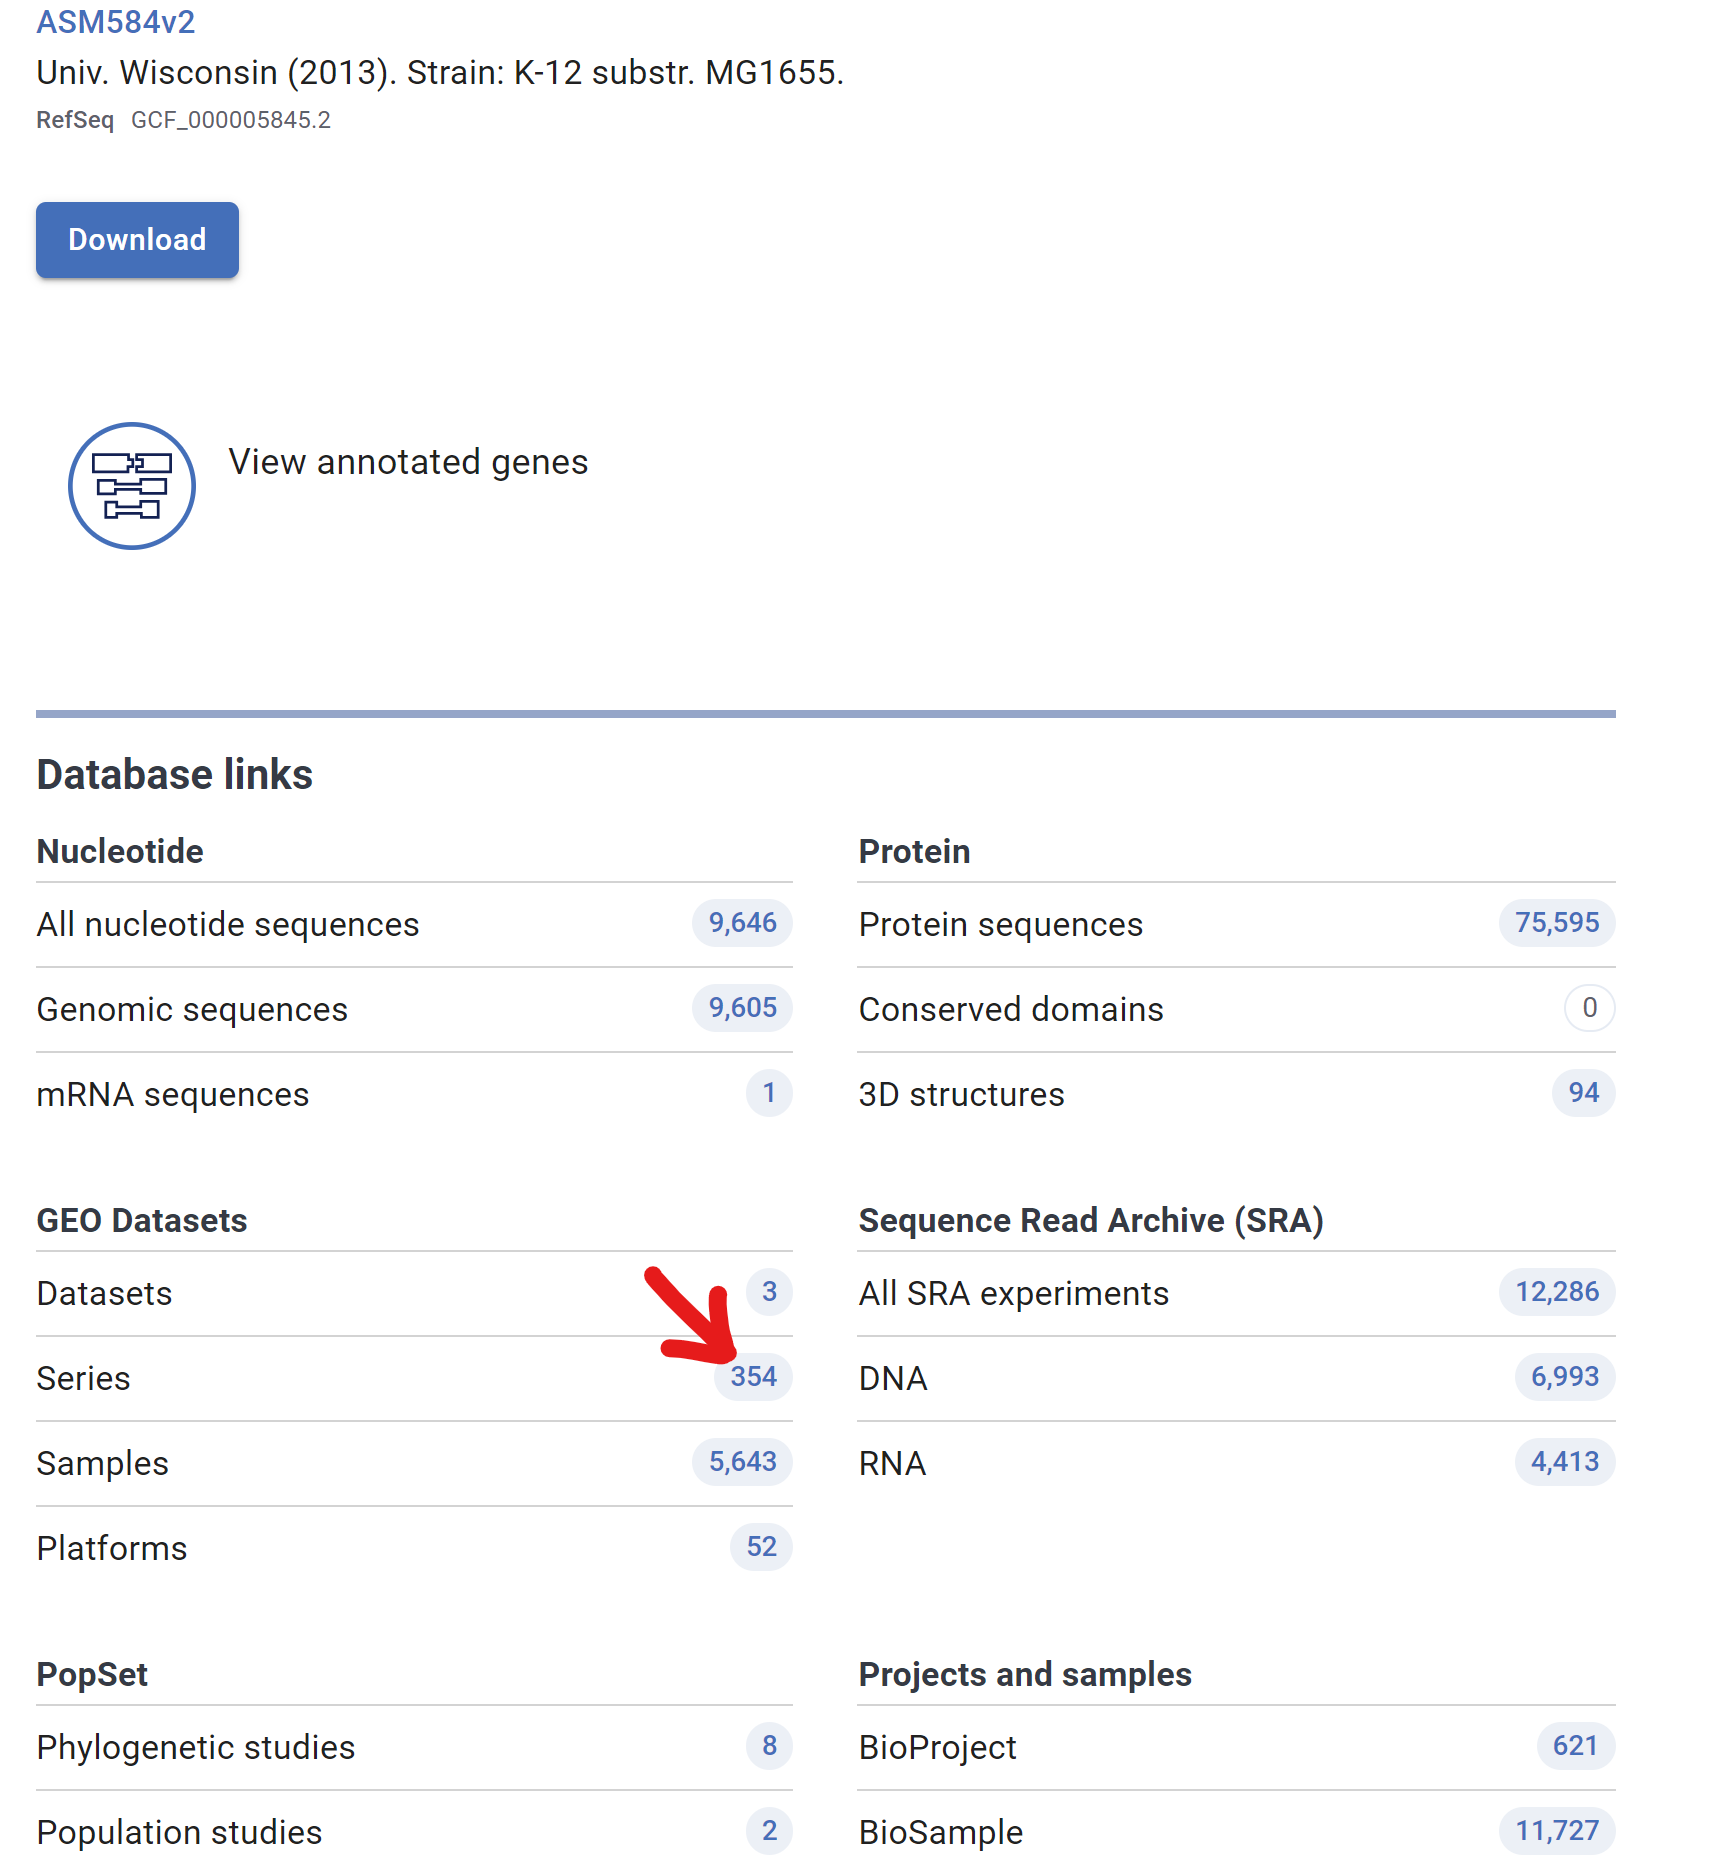 ASM584v2
Univ. Wisconsin (2013). Strain: K-12 substr. MG1655.
RefSeq GCF_000005845.2
Download
View annotated genes
Database links
Nucleotide
All nucleotide sequences 9,646
Genomic sequences 9,605
mRNA sequences 1
Protein
Protein sequences 75,595
Conserved domains 0
3D structures 94
GEO Datasets
Datasets 3
Series 354
Samples 5,643
Platforms 52
Sequence Read Archive (SRA)
All SRA experiments 12,286
DNA 6,993
RNA 4,413
PopSet
Phylogenetic studies 8
Population studies 2
Projects and samples
BioProject 621
BioSample 11,727